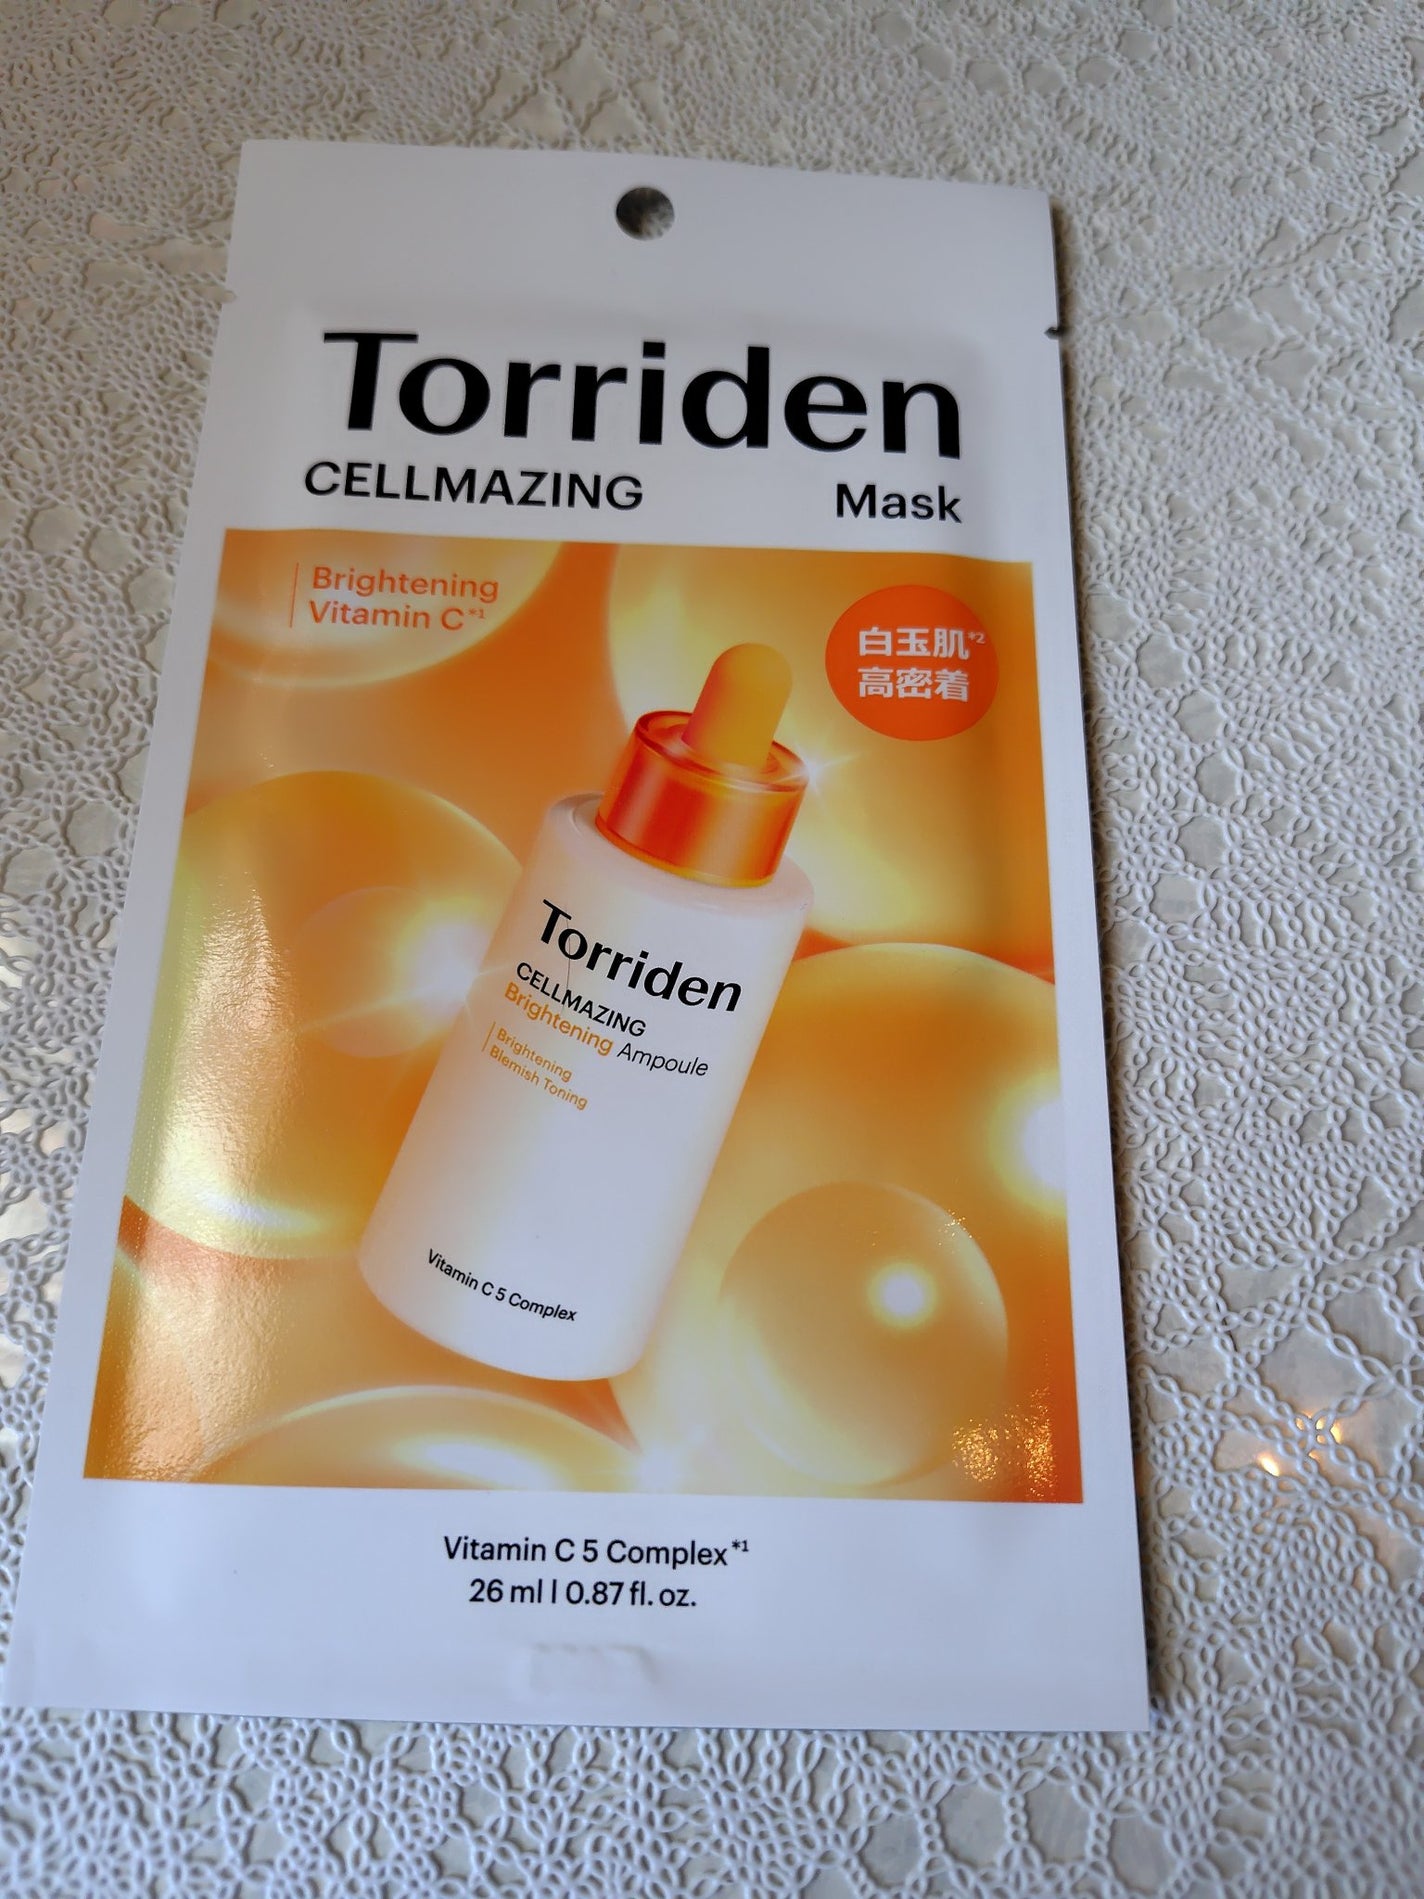 Torriden
CELLMAZING Mask
Brightening
Vitamin C*1
白玉肌*2
高密着
Torriden
CELLMAZING
Brightening Ampoule
Brightening
Blemish Toning
Vitamin C 5 Complex
Vitamin C 5 Complex*1
26 ml | 0.87 fl. oz.